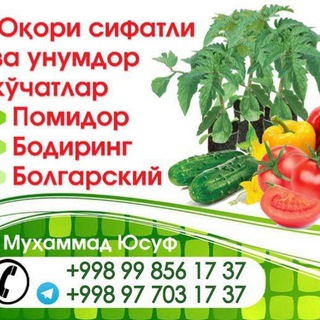 Юқори сифатли
ва унумдор
кўчатлар
Помидор
Бодиринг
Болгарский
Мухаммад Юсуф
+998 99 856 17 37
+998 97 703 17 37